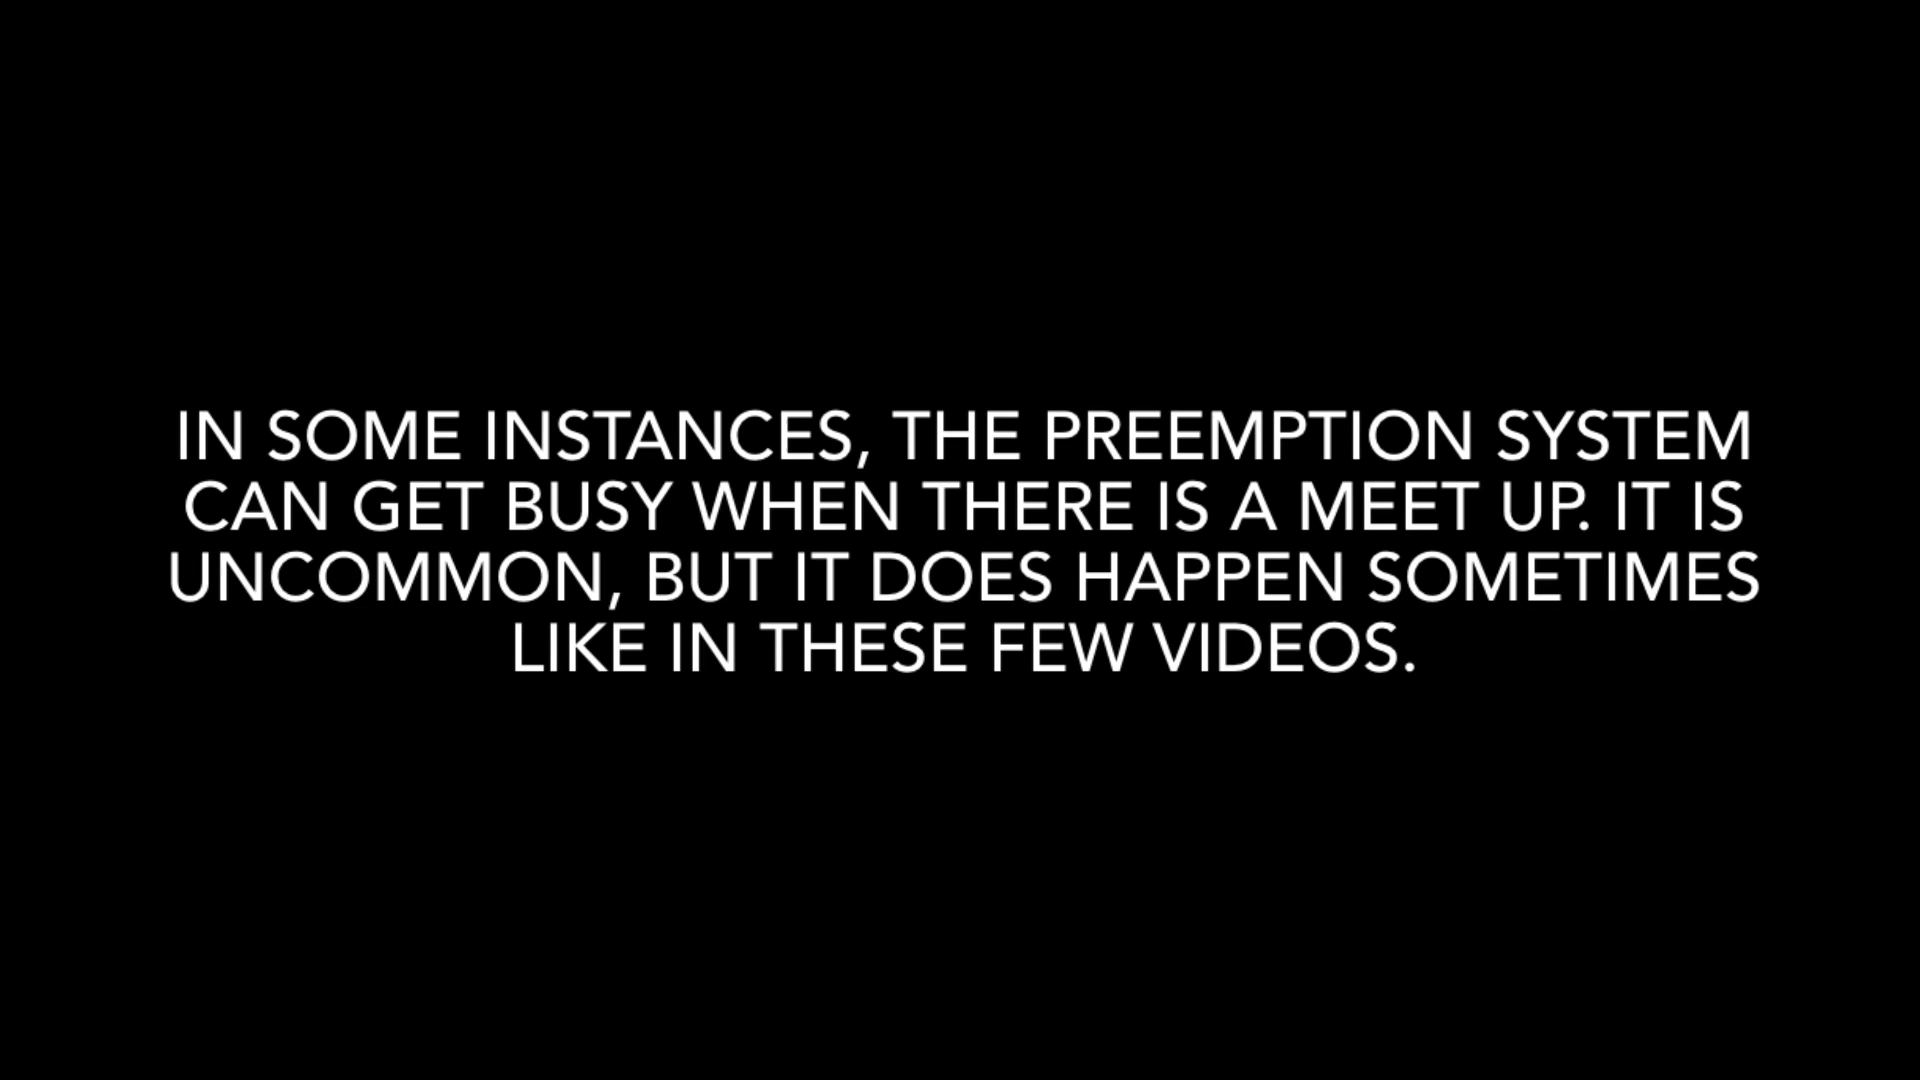 IN SOME INSTANCES, THE PREEMPTION SYSTEM
CAN GET BUSY WHEN THERE IS A MEET UP. IT IS
UNCOMMON, BUT IT DOES HAPPEN SOMETIMES
LIKE IN THESE FEW VIDEOS.